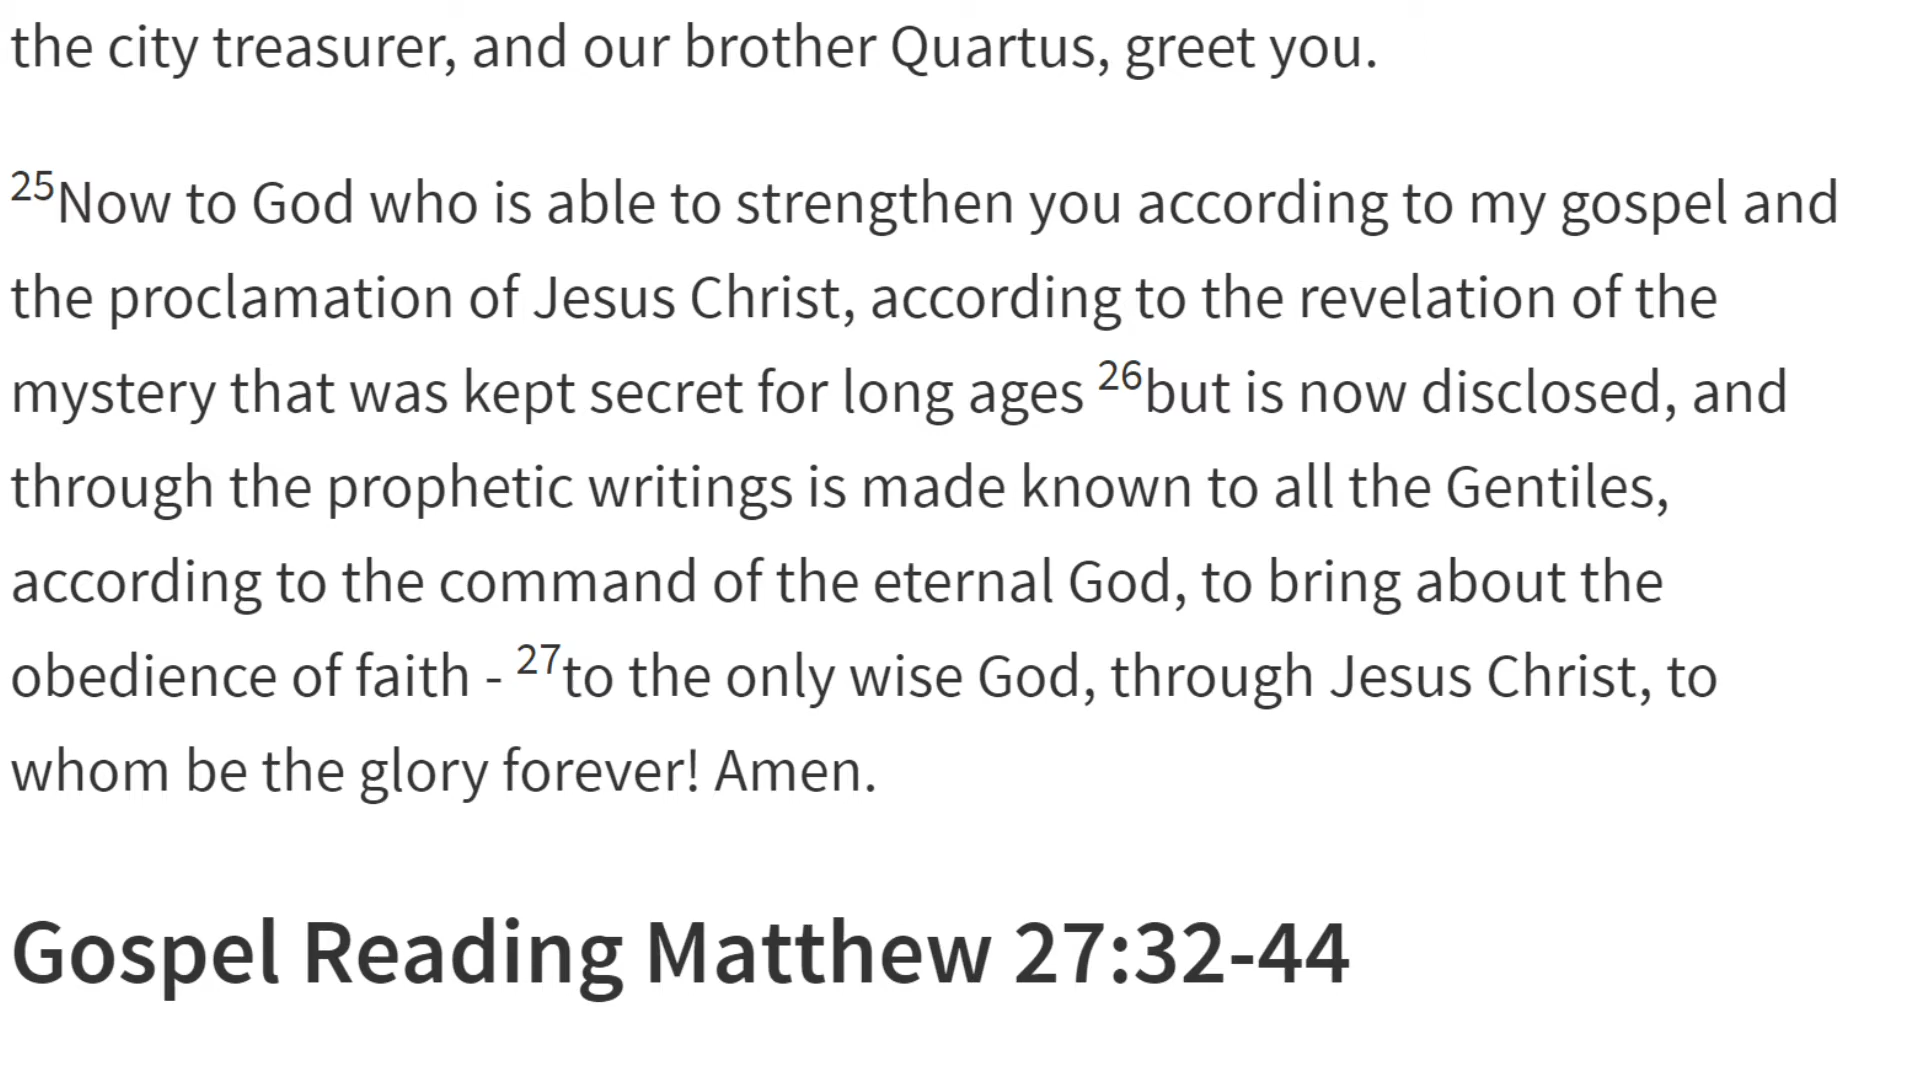 the city treasurer, and our brother Quartus, greet you.
25Now to God who is able to strengthen you according to my gospel and
the proclamation of Jesus Christ, according to the revelation of the
mystery that was kept secret for long ages 26but is now disclosed, and
through the prophetic writings is made known to all the Gentiles,
according to the command of the eternal God, to bring about the
obedience of faith - 27to the only wise God, through Jesus Christ, to
whom be the glory forever! Amen.
Gospel Reading Matthew 27:32-44